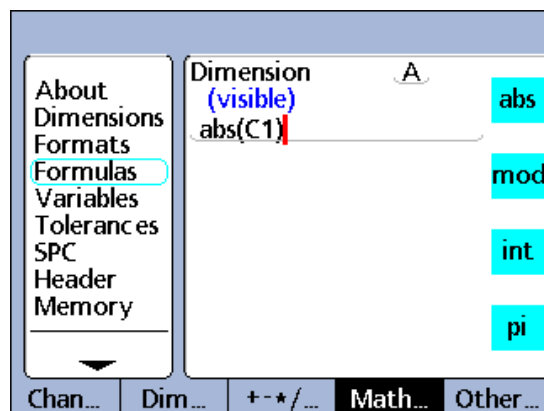 About
Dimensions
Formats
Formulas
Variables
Tolerances
SPC
Header
Memory
Dimension A
(visible)
abs(C1)
abs
mod
int
pi
Chan... Dim... +-*/... Math... Other...